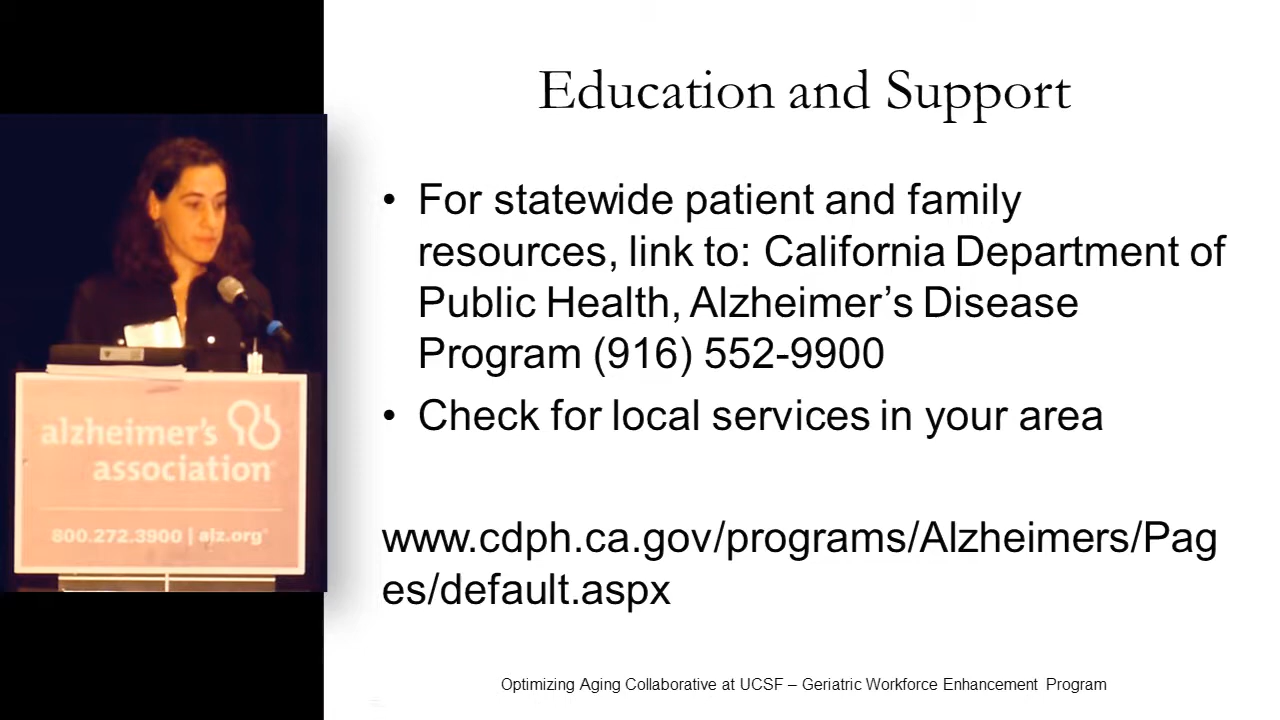 Education and Support
• For statewide patient and family
resources, link to: California Department of
Public Health, Alzheimer’s Disease
Program (916) 552-9900
• Check for local services in your area
www.cdph.ca.gov/programs/Alzheimers/Pag
es/default.aspx
Optimizing Aging Collaborative at UCSF – Geriatric Workforce Enhancement Program
alzheimer's
association
800.272.3900 | alz.org